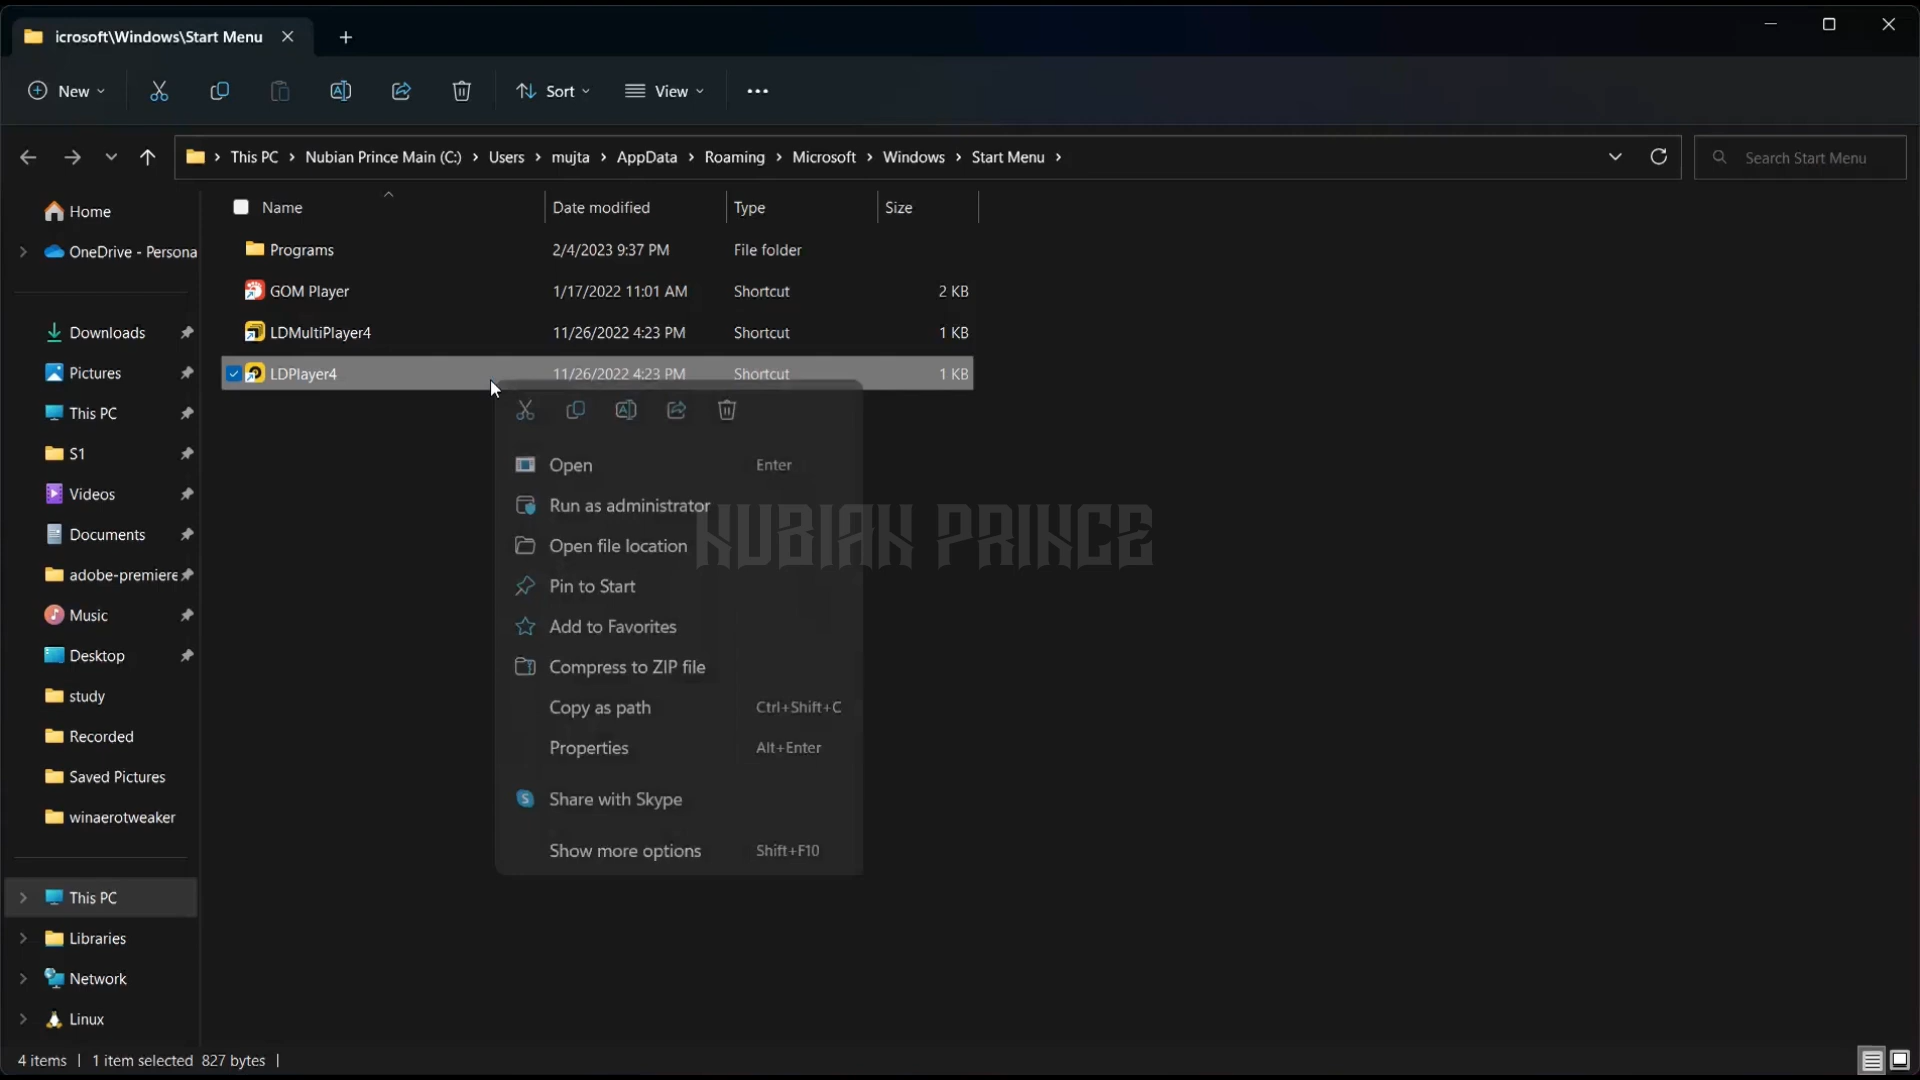 icrosoft\Windows\Start Menu
New
Sort
View
This PC
Nubian Prince Main (C:)
Users
mujta
AppData
Roaming
Microsoft
Windows
Start Menu
Search Start Menu
Name
Date modified
Type
Size
Programs 2/4/2023 9:37 PM File folder
GOM Player 1/17/2022 11:01 AM Shortcut 2 KB
LDMultiPlayer4 11/26/2022 4:23 PM Shortcut 1 KB
LDPlayer4 11/26/2022 4:23 PM Shortcut 1 KB
Home
OneDrive - Persona
Downloads
Pictures
This PC
S1
Videos
Documents
adobe-premiere
Music
Desktop
study
Recorded
Saved Pictures
winaerotweaker
This PC
Libraries
Network
Linux
Open Enter
Run as administrator
Open file location
Pin to Start
Add to Favorites
Compress to ZIP file
Copy as path Ctrl+Shift+C
Properties Alt+Enter
Share with Skype
Show more options Shift+F10
NUBIAN PRINCE
4 items
1 item selected 827 bytes